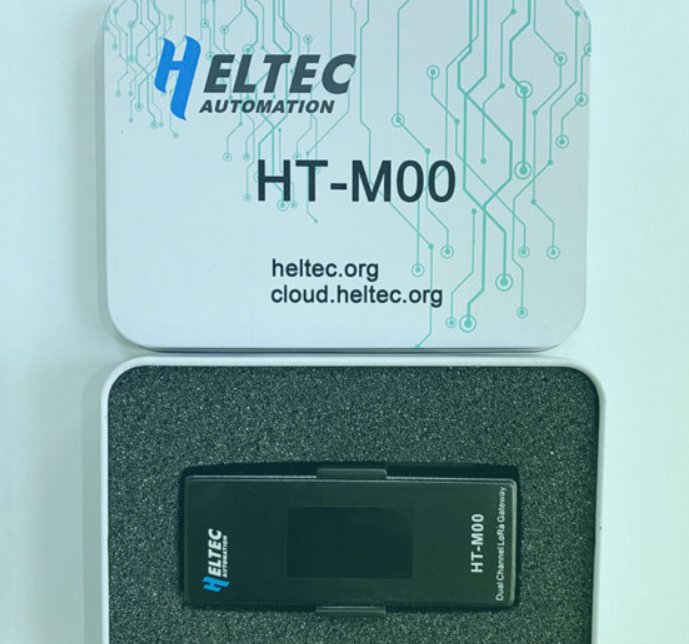 HELTEC
AUTOMATION
HT-M00
heltec.org
cloud.heltec.org
HELTEC
AUTOMATION
HT-M00
Dual Channel LoRa Gateway